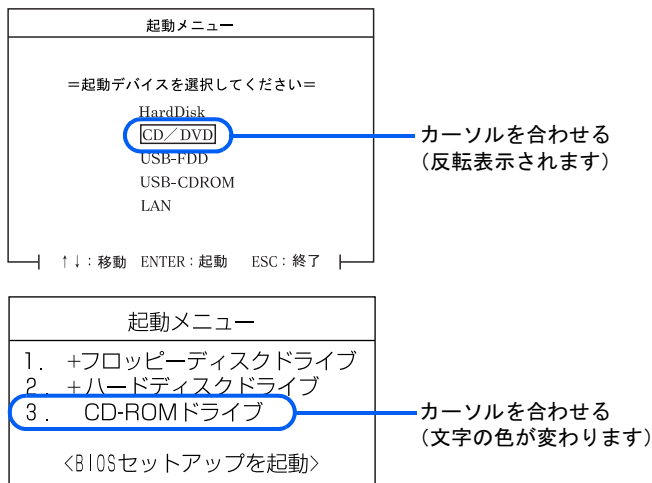 起動メニュー
=起動デバイスを選択してください=
HardDisk
CD/DVD
カーソルを合わせる
(反転表示されます)
USB-FDD
USB-CDROM
LAN
↑↓:移動 ENTER:起動 ESC:終了
起動メニュー
1. +フロッピーディスクドライブ
2. +ハードディスクドライブ
3. CD-ROMドライブ
カーソルを合わせる
(文字の色が変わります)
<BIOSセットアップを起動>